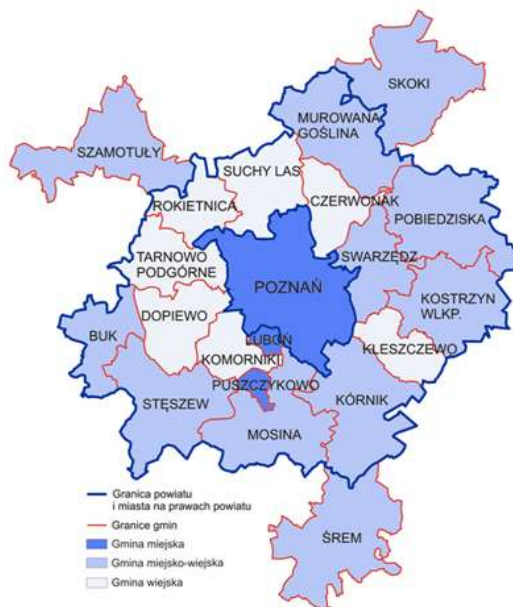 SKOKI
MUROWANA
GOŚLINA
SZAMOTUŁY
SUCHY LAS
ROKIETNICA
CZERWONAK
POBIEDZISKA
TARNOWO
PODGÓRNE
SWARZĘDZ
POZNAŃ
KOSTRZYN
WLKP.
DOPIEWO
BUK
LUBOŃ
KOMORNIKI
KLESZCZEWO
PUSZCZYKOWO
STĘSZEW
KÓRNIK
MOSINA
ŚREM
Granica powiatu
i miasta na prawach powiatu
Granice gmin
Gmina miejska
Gmina miejsko-wiejska
Gmina wiejska